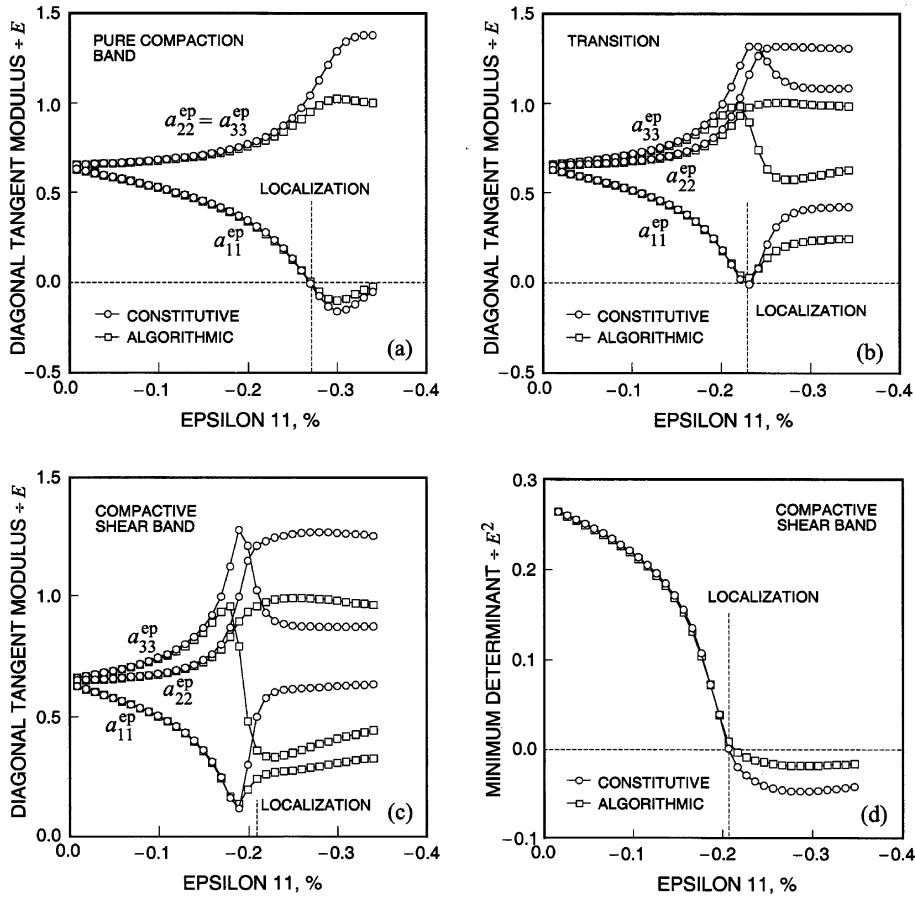 1.5
1.0
0.5
0.0
−0.5
DIAGONAL TANGENT MODULUS ÷ E
PURE COMPACTION
BAND
a22ep = a33ep
LOCALIZATION
a11ep
CONSTITUTIVE
ALGORITHMIC
(a)
0.0 −0.1 −0.2 −0.3 −0.4
EPSILON 11, %
1.5
1.0
0.5
0.0
−0.5
DIAGONAL TANGENT MODULUS ÷ E
TRANSITION
a33ep
a22ep
a11ep
LOCALIZATION
CONSTITUTIVE
ALGORITHMIC
(b)
0.0 −0.1 −0.2 −0.3 −0.4
EPSILON 11, %
1.5
1.0
0.5
0.0
DIAGONAL TANGENT MODULUS ÷ E
COMPACTIVE
SHEAR BAND
a33ep
a22ep
a11ep
LOCALIZATION
CONSTITUTIVE
ALGORITHMIC
(c)
0.0 −0.1 −0.2 −0.3 −0.4
EPSILON 11, %
0.3
0.2
0.1
0.0
−0.1
MINIMUM DETERMINANT ÷ E²
COMPACTIVE
SHEAR BAND
LOCALIZATION
CONSTITUTIVE
ALGORITHMIC
(d)
0.0 −0.1 −0.2 −0.3 −0.4
EPSILON 11, %